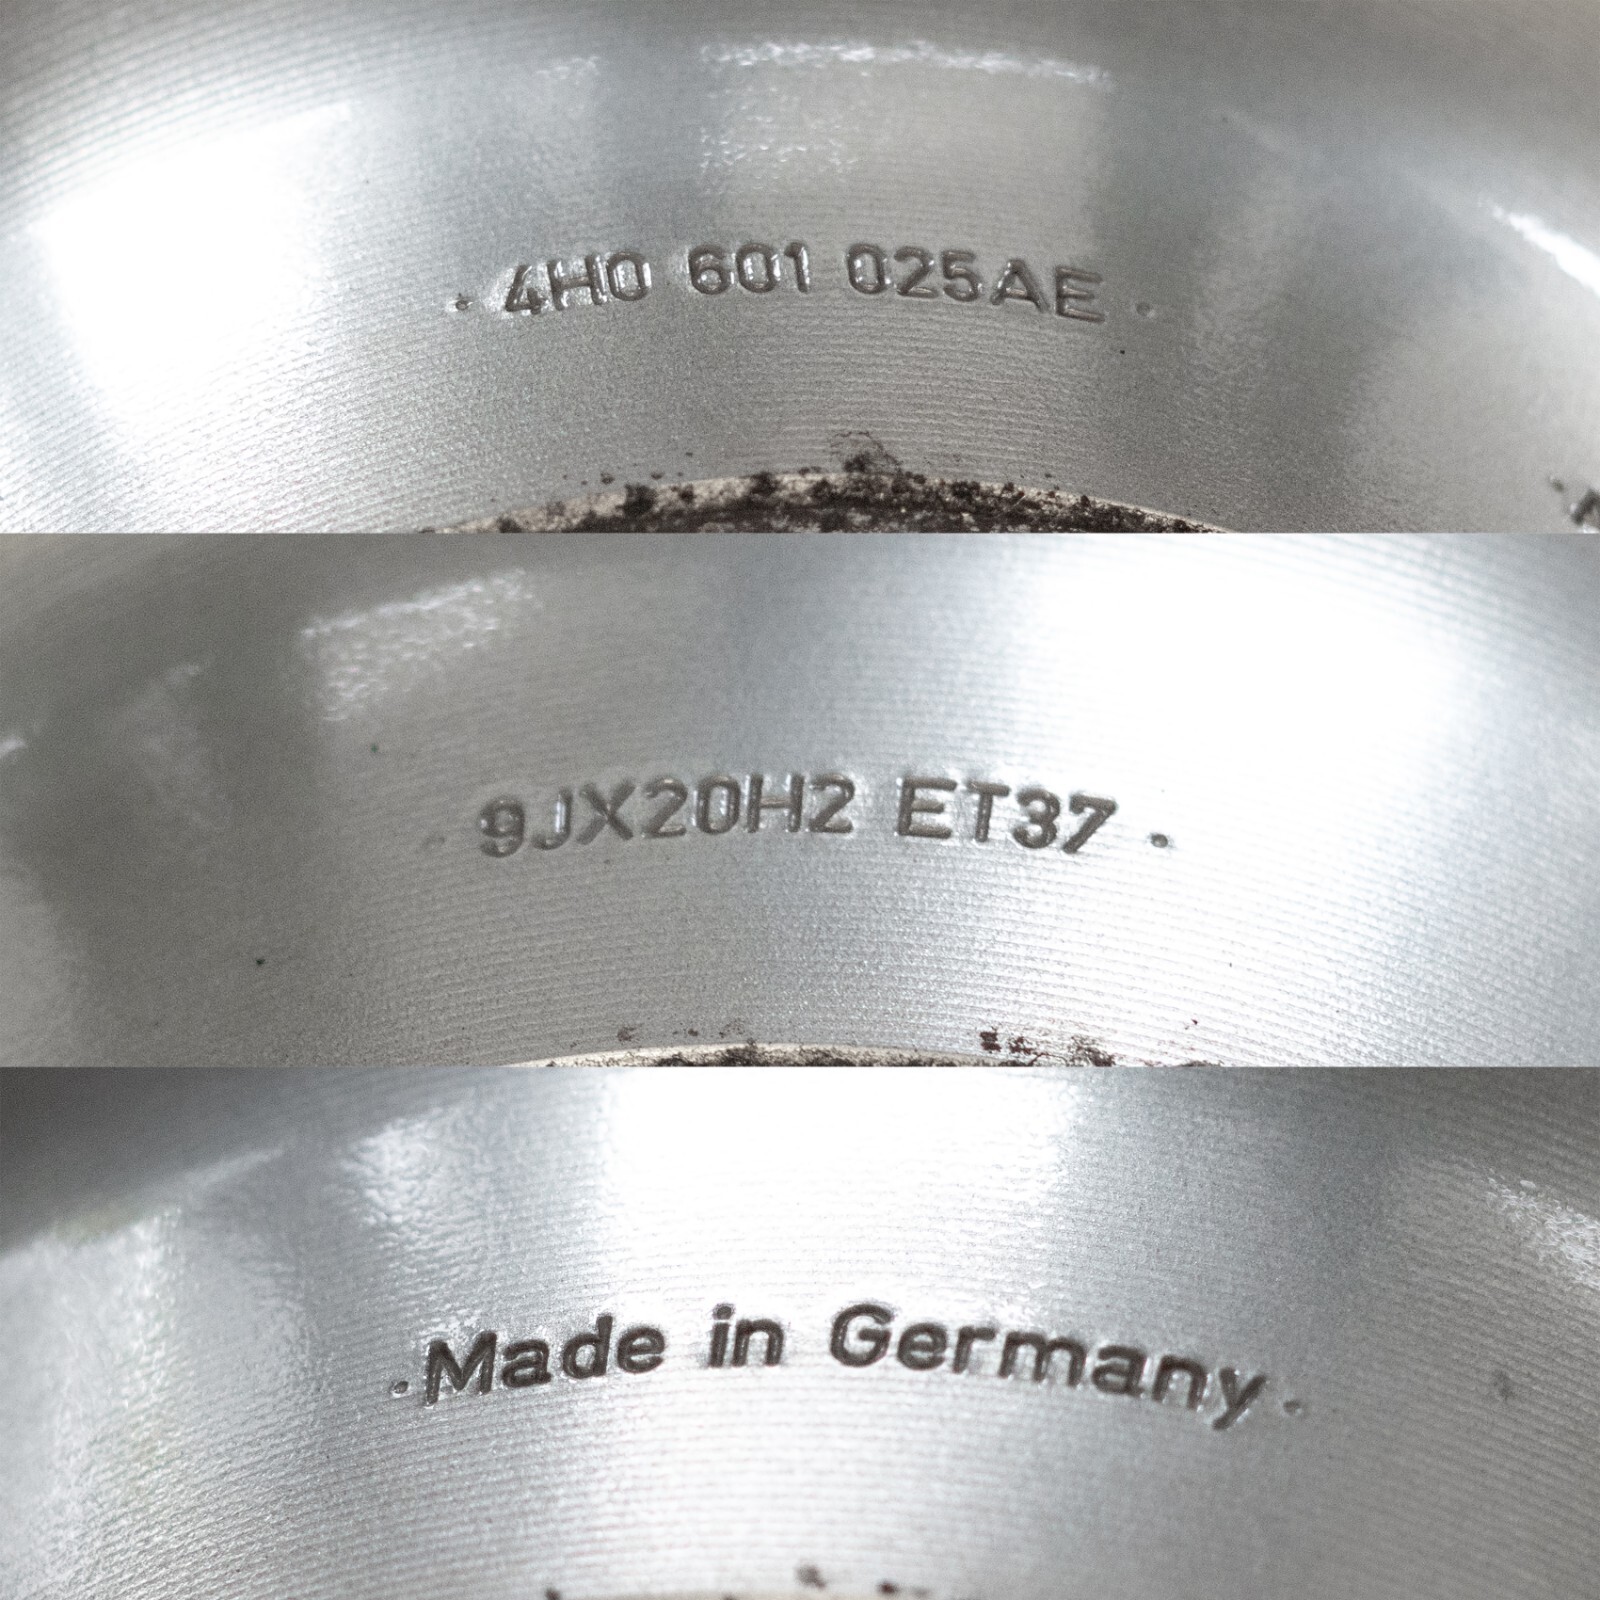 · 4H0 601 025AE ·
· 9JX20H2 ET37 ·
· Made in Germany ·